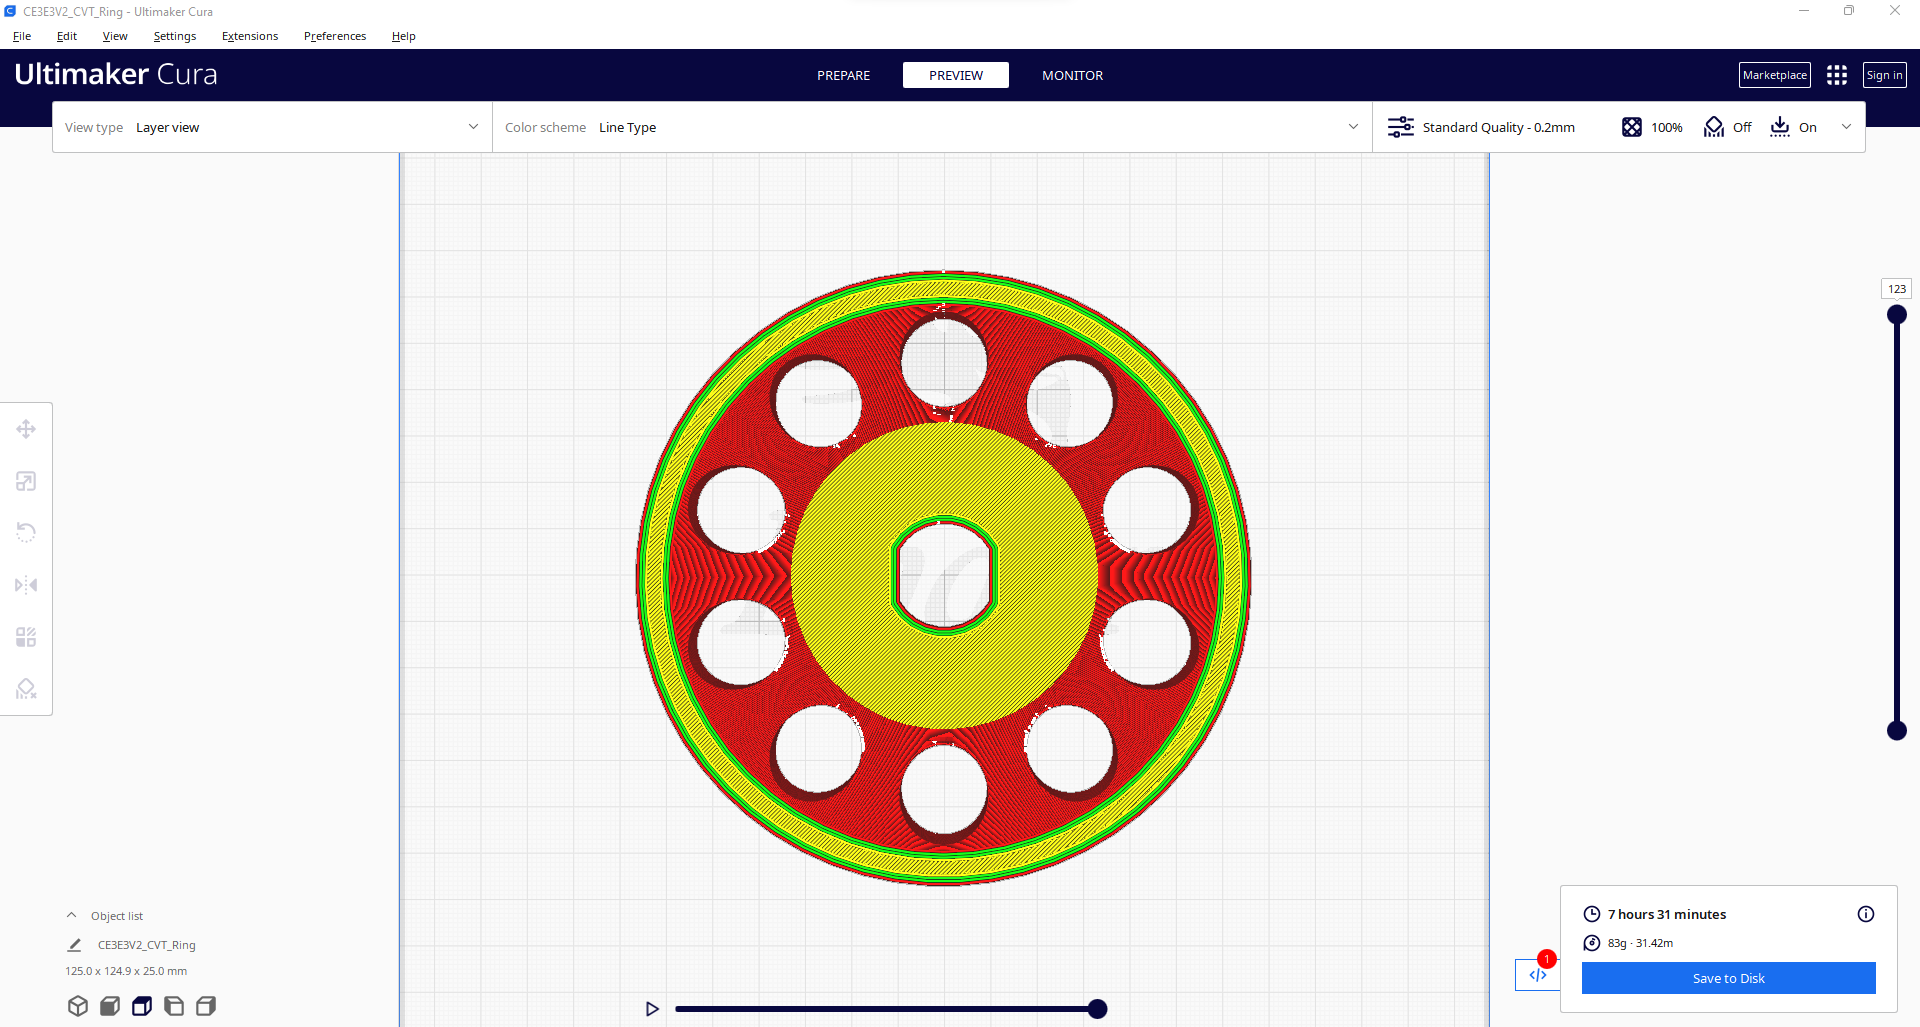 CE3E3V2_CVT_Ring - Ultimaker Cura
File Edit View Settings Extensions Preferences Help
Ultimaker Cura
PREPARE PREVIEW MONITOR
Marketplace Sign in
View type Layer view
Color scheme Line Type
Standard Quality - 0.2mm 100% Off On
123
Object list
CE3E3V2_CVT_Ring
125.0 x 124.9 x 25.0 mm
7 hours 31 minutes
83g · 31.42m
1
Save to Disk